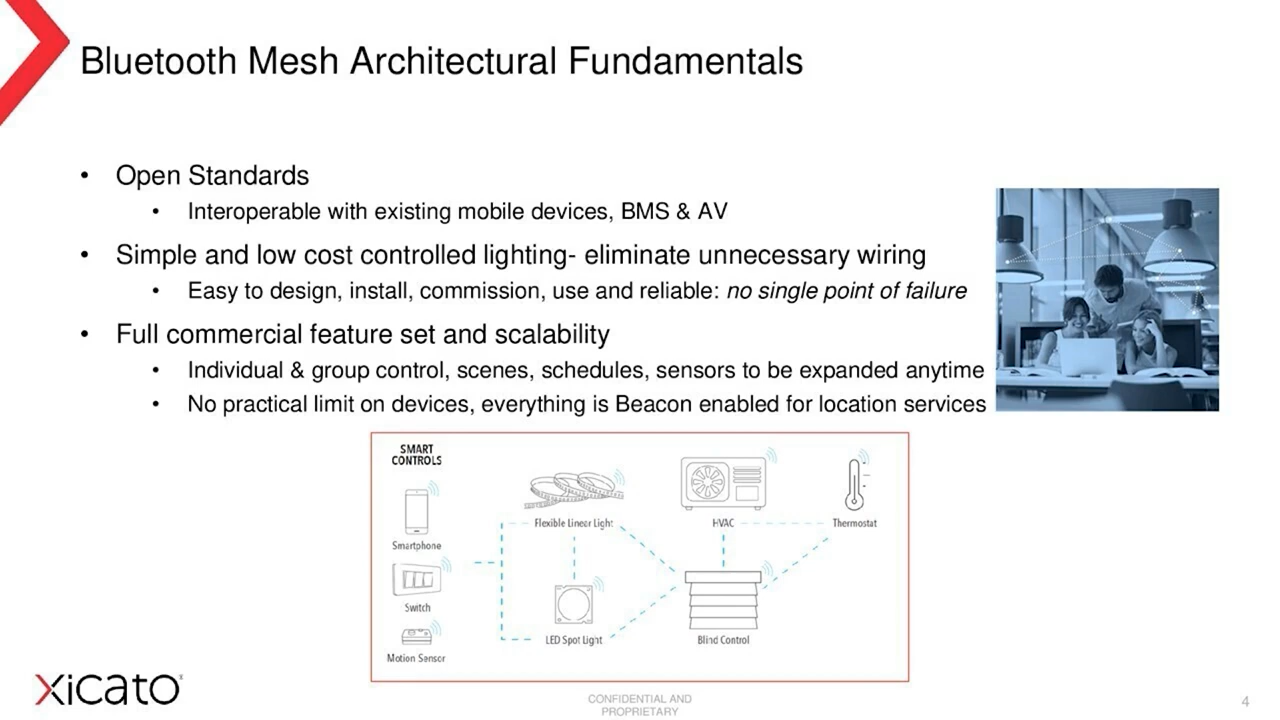 Bluetooth Mesh Architectural Fundamentals
• Open Standards
• Interoperable with existing mobile devices, BMS & AV
• Simple and low cost controlled lighting- eliminate unnecessary wiring
• Easy to design, install, commission, use and reliable: no single point of failure
• Full commercial feature set and scalability
• Individual & group control, scenes, schedules, sensors to be expanded anytime
• No practical limit on devices, everything is Beacon enabled for location services
SMART
CONTROLS
Smartphone
Switch
Motion Sensor
Flexible Linear Light
LED Spot Light
HVAC
Blind Control
Thermostat
xicato
CONFIDENTIAL AND
PROPRIETARY
4